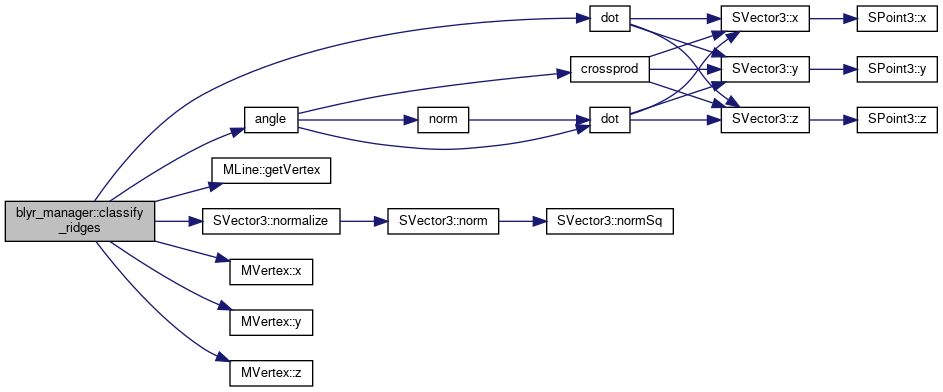 dot
SVector3::x
SPoint3::x
crossprod
SVector3::y
SPoint3::y
angle
norm
dot
SVector3::z
SPoint3::z
MLine::getVertex
blyr_manager::classify
_ridges
SVector3::normalize
SVector3::norm
SVector3::normSq
MVertex::x
MVertex::y
MVertex::z